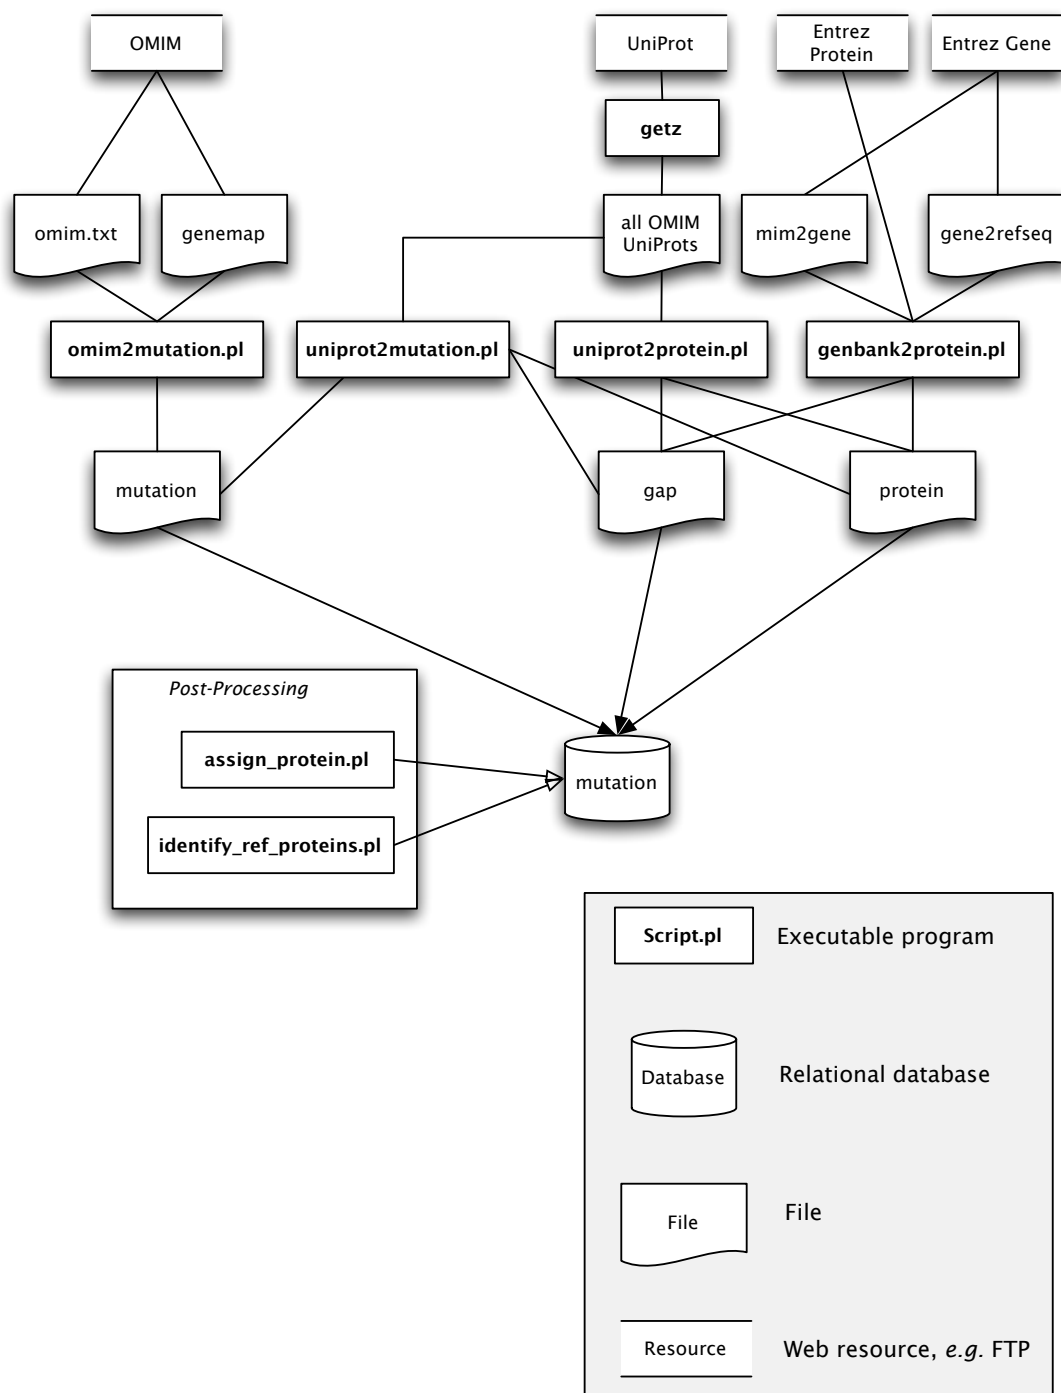 OMIM
UniProt
Entrez
Protein
Entrez Gene
getz
omim.txt
genemap
all OMIM
UniProts
mim2gene
gene2refseq
omim2mutation.pl
uniprot2mutation.pl
uniprot2protein.pl
genbank2protein.pl
mutation
gap
protein
Post-Processing
assign_protein.pl
identify_ref_proteins.pl
mutation
Script.pl
Executable program
Database
Relational database
File
File
Resource
Web resource, e.g. FTP